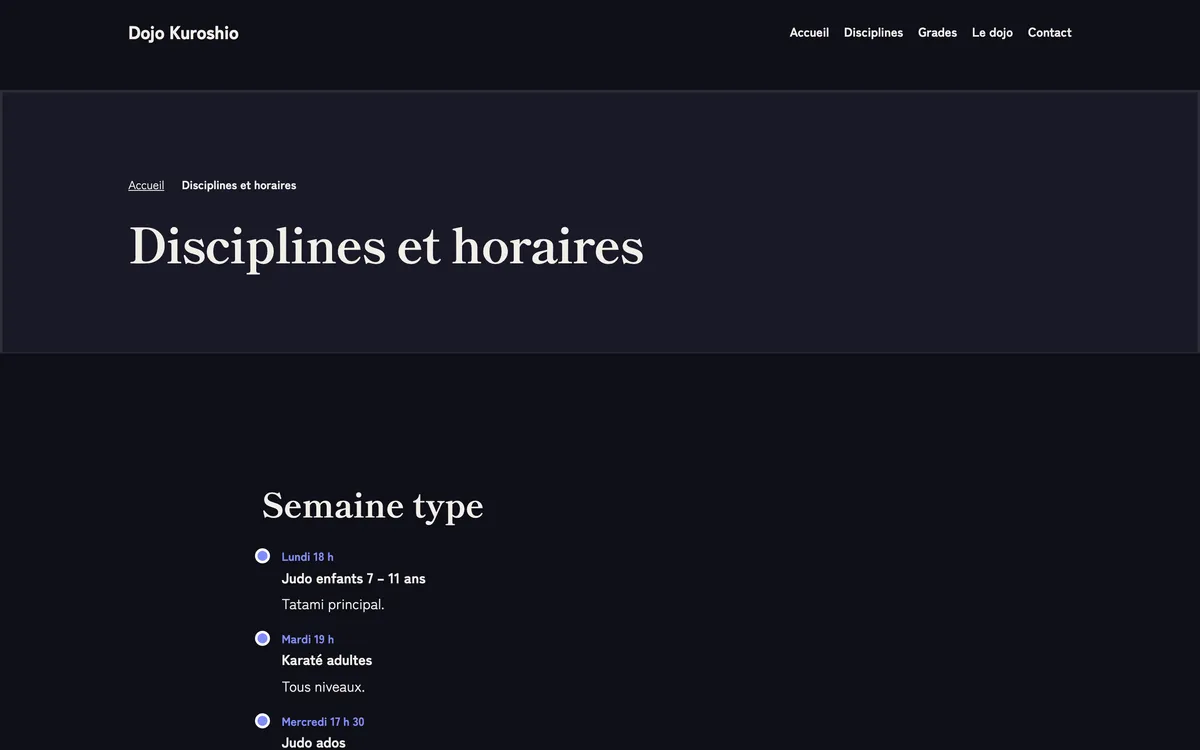 Dojo Kuroshio
Accueil Disciplines Grades Le dojo Contact
Accueil Disciplines et horaires
Disciplines et horaires
Semaine type
Lundi 18 h
Judo enfants 7 – 11 ans
Tatami principal.
Mardi 19 h
Karaté adultes
Tous niveaux.
Mercredi 17 h 30
Judo ados